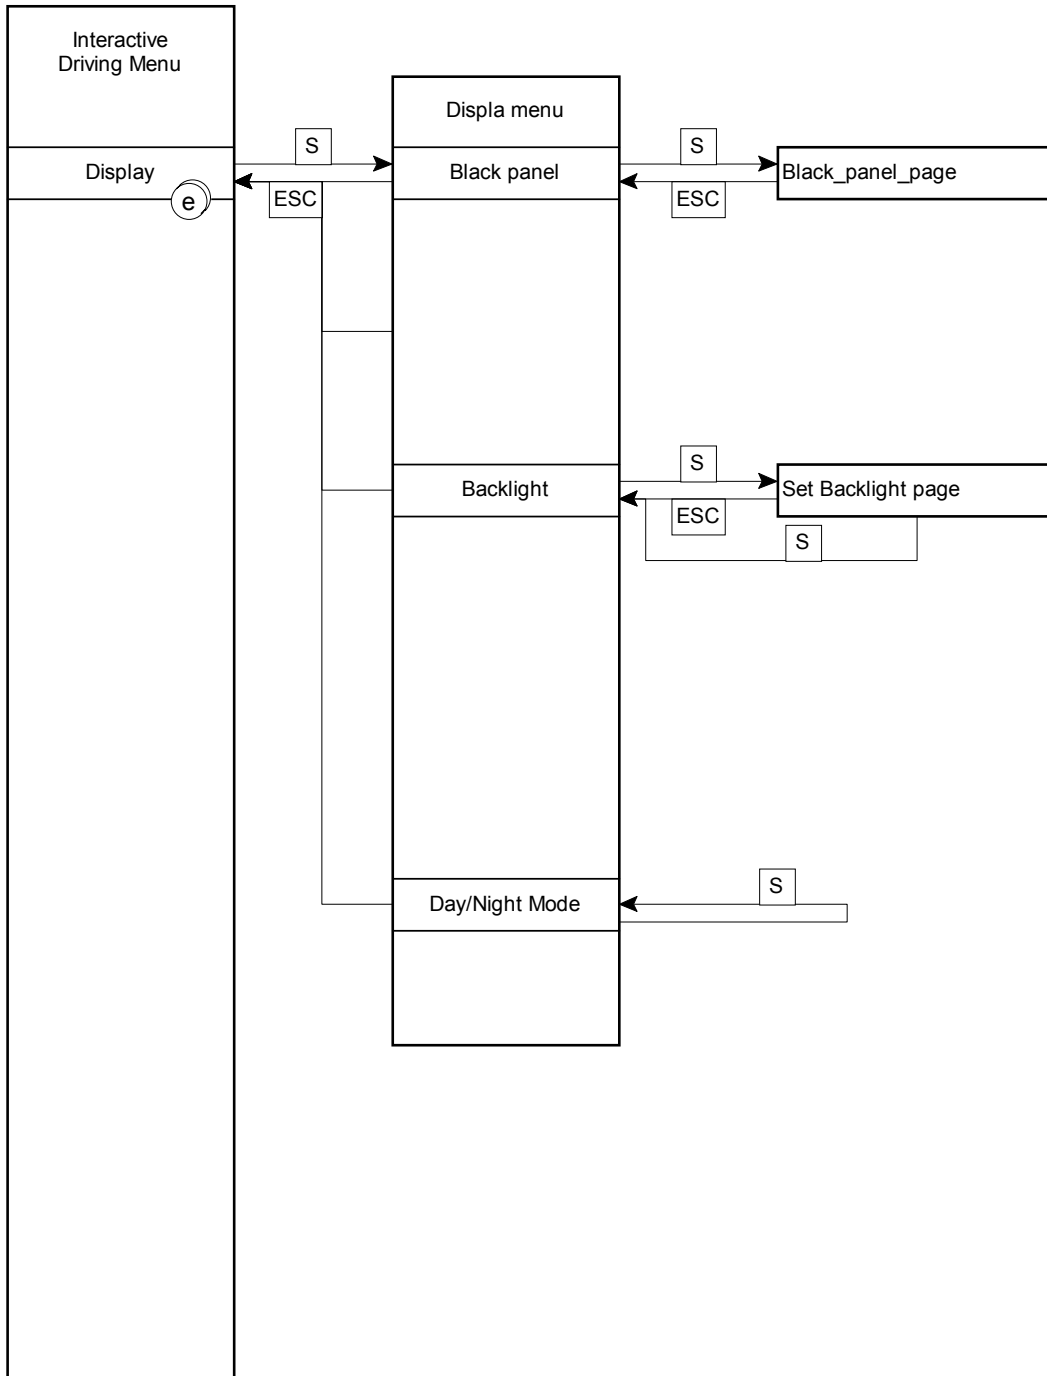 Interactive
Driving Menu
Displa menu
S
S
Display
Black panel
Black_panel_page
e
ESC
ESC
S
Backlight
Set Backlight page
ESC
S
S
Day/Night Mode